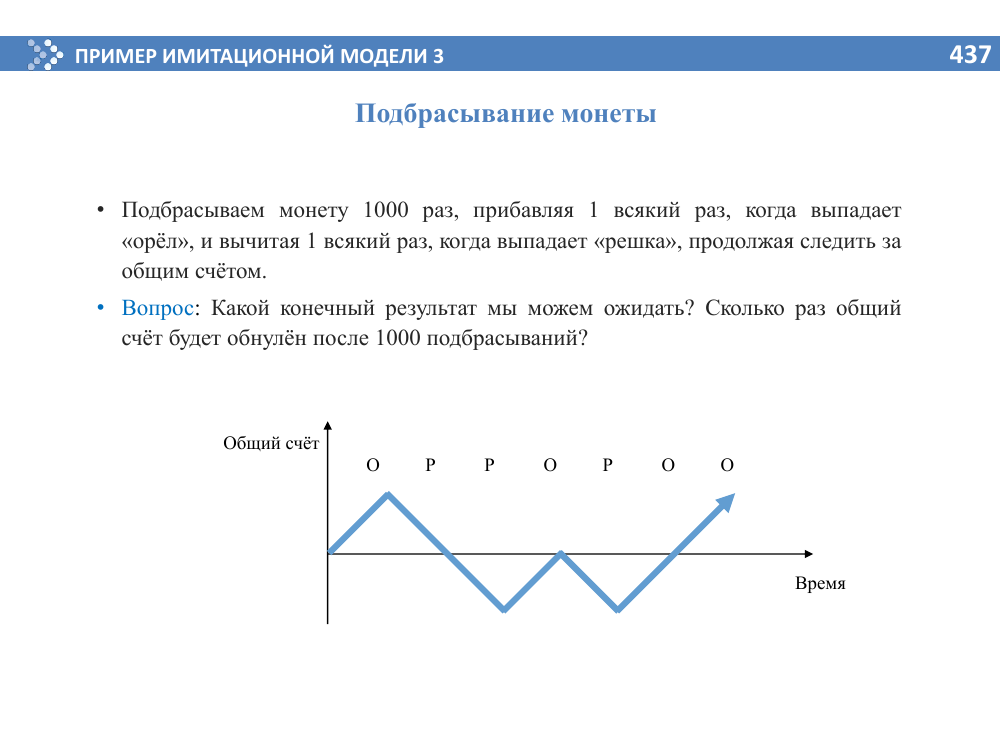 ПРИМЕР ИМИТАЦИОННОЙ МОДЕЛИ 3
437
Подбрасывание монеты
• Подбрасываем монету 1000 раз, прибавляя 1 всякий раз, когда выпадает
«орёл», и вычитая 1 всякий раз, когда выпадает «решка», продолжая следить за
общим счётом.
• Вопрос: Какой конечный результат мы можем ожидать? Сколько раз общий
счёт будет обнулён после 1000 подбрасываний?
Общий счёт
О Р Р О Р О О
Время